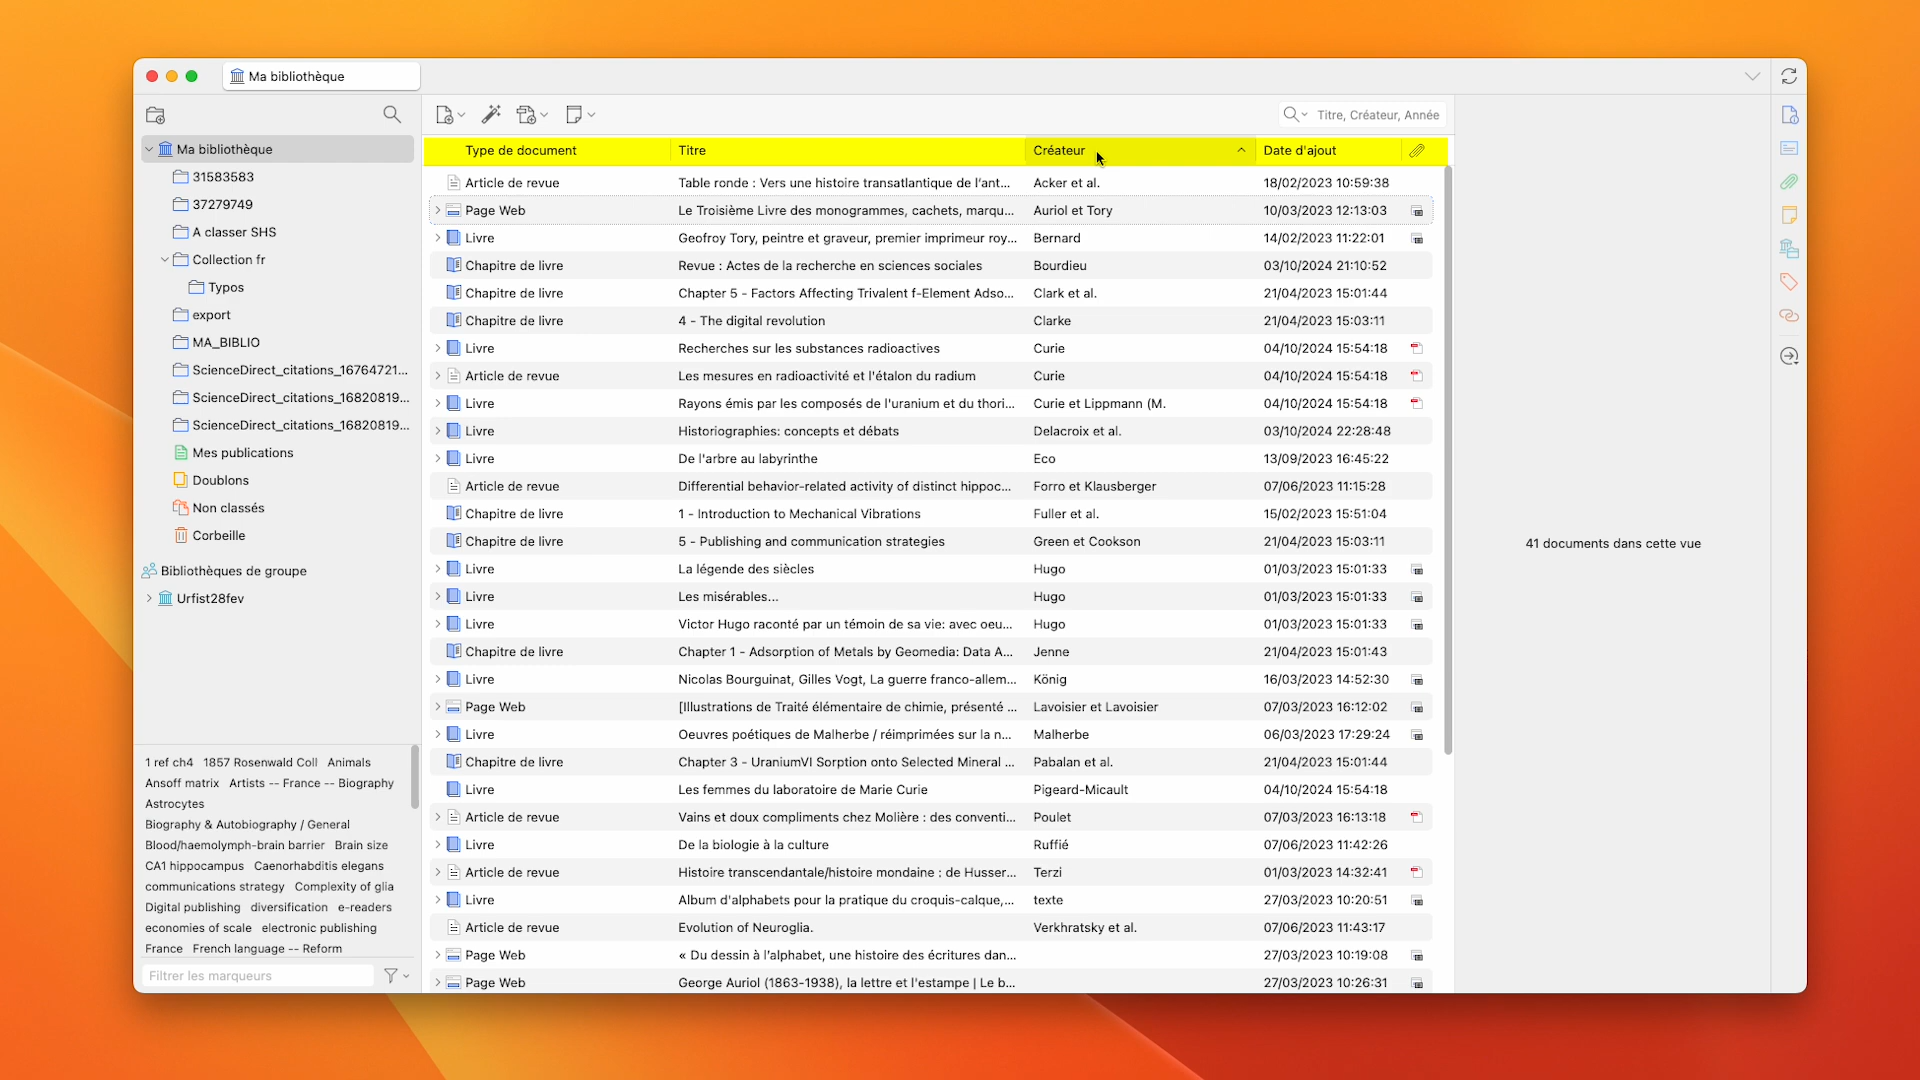 Ma bibliothèque
Titre, Créateur, Année
Ma bibliothèque
31583583
37279749
A classer SHS
Collection fr
Typos
export
MA_BIBLIO
ScienceDirect_citations_16764721...
ScienceDirect_citations_16820819...
ScienceDirect_citations_16820819...
Mes publications
Doublons
Non classés
Corbeille
Bibliothèques de groupe
Urfist28fev
1 ref ch4 1857 Rosenwald Coll Animals
Ansoff matrix Artists -- France -- Biography
Astrocytes
Biography & Autobiography / General
Blood/haemolymph-brain barrier Brain size
CA1 hippocampus Caenorhabditis elegans
communications strategy Complexity of glia
Digital publishing diversification e-readers
economies of scale electronic publishing
France French language -- Reform
Filtrer les marqueurs
Type de document Titre Créateur Date d'ajout
Article de revue Table ronde : Vers une histoire transatlantique de l'ant... Acker et al. 18/02/2023 10:59:38
Page Web Le Troisième Livre des monogrammes, cachets, marqu... Auriol et Tory 10/03/2023 12:13:03
Livre Geofroy Tory, peintre et graveur, premier imprimeur roy... Bernard 14/02/2023 11:22:01
Chapitre de livre Revue : Actes de la recherche en sciences sociales Bourdieu 03/10/2024 21:10:52
Chapitre de livre Chapter 5 - Factors Affecting Trivalent f-Element Adso... Clark et al. 21/04/2023 15:01:44
Chapitre de livre 4 - The digital revolution Clarke 21/04/2023 15:03:11
Livre Recherches sur les substances radioactives Curie 04/10/2024 15:54:18
Article de revue Les mesures en radioactivité et l'étalon du radium Curie 04/10/2024 15:54:18
Livre Rayons émis par les composés de l'uranium et du thori... Curie et Lippmann (M. 04/10/2024 15:54:18
Livre Historiographies: concepts et débats Delacroix et al. 03/10/2024 22:28:48
Livre De l'arbre au labyrinthe Eco 13/09/2023 16:45:22
Article de revue Differential behavior-related activity of distinct hippoc... Forro et Klausberger 07/06/2023 11:15:28
Chapitre de livre 1 - Introduction to Mechanical Vibrations Fuller et al. 15/02/2023 15:51:04
Chapitre de livre 5 - Publishing and communication strategies Green et Cookson 21/04/2023 15:03:11
Livre La légende des siècles Hugo 01/03/2023 15:01:33
Livre Les misérables... Hugo 01/03/2023 15:01:33
Livre Victor Hugo raconté par un témoin de sa vie: avec oeu... Hugo 01/03/2023 15:01:33
Chapitre de livre Chapter 1 - Adsorption of Metals by Geomedia: Data A... Jenne 21/04/2023 15:01:43
Livre Nicolas Bourguinat, Gilles Vogt, La guerre franco-allem... König 16/03/2023 14:52:30
Page Web [Illustrations de Traité élémentaire de chimie, présenté ... Lavoisier et Lavoisier 07/03/2023 16:12:02
Livre Oeuvres poétiques de Malherbe / réimprimées sur la n... Malherbe 06/03/2023 17:29:24
Chapitre de livre Chapter 3 - UraniumVI Sorption onto Selected Mineral ... Pabalan et al. 21/04/2023 15:01:44
Livre Les femmes du laboratoire de Marie Curie Pigeard-Micault 04/10/2024 15:54:18
Article de revue Vains et doux compliments chez Molière : des conventi... Poulet 07/03/2023 16:13:18
Livre De la biologie à la culture Ruffié 07/06/2023 11:42:26
Article de revue Histoire transcendantale/histoire mondaine : de Husser... Terzi 01/03/2023 14:32:41
Livre Album d'alphabets pour la pratique du croquis-calque,... texte 27/03/2023 10:20:51
Article de revue Evolution of Neuroglia. Verkhratsky et al. 07/06/2023 11:43:17
Page Web « Du dessin à l'alphabet, une histoire des écritures dan... 27/03/2023 10:19:08
Page Web George Auriol (1863-1938), la lettre et l'estampe | Le b... 27/03/2023 10:26:31
41 documents dans cette vue